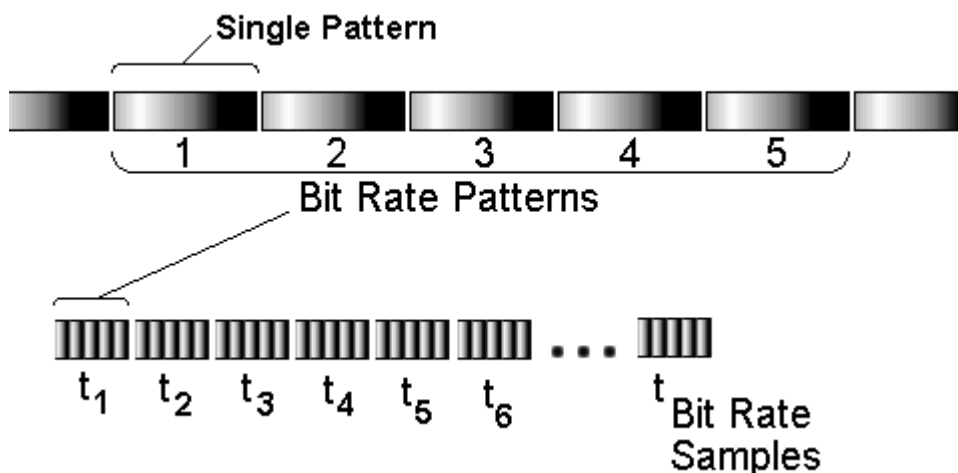 Single Pattern
1 2 3 4 5
Bit Rate Patterns
t1 t2 t3 t4 t5 t6 t Bit Rate
Samples